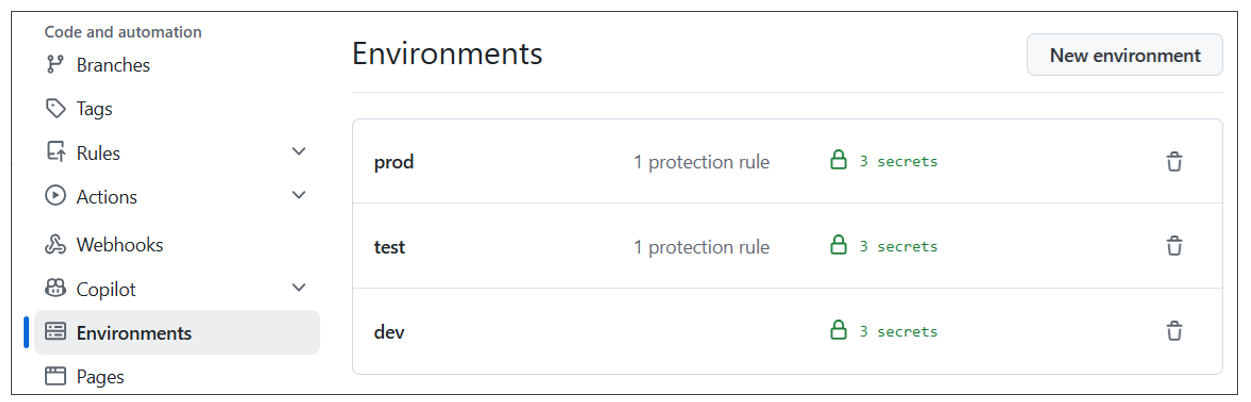 Code and automation
Branches
Tags
Rules
Actions
Webhooks
Copilot
Environments
Pages
Environments
New environment
prod 1 protection rule 3 secrets
test 1 protection rule 3 secrets
dev 3 secrets